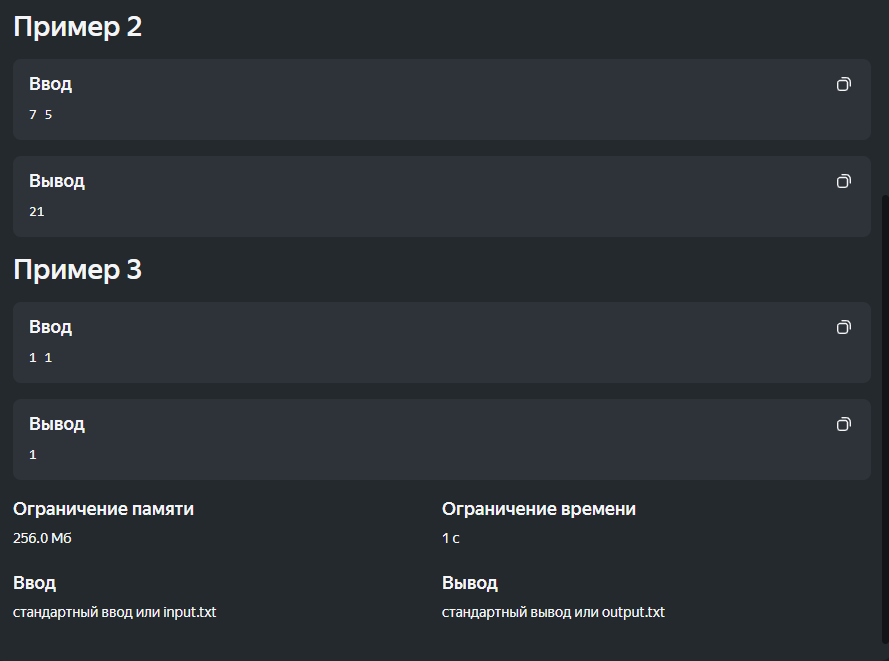 Пример 2
Ввод
7 5
Вывод
21
Пример 3
Ввод
1 1
Вывод
1
Ограничение памяти
256.0 Мб
Ограничение времени
1 с
Ввод
стандартный ввод или input.txt
Вывод
стандартный вывод или output.txt